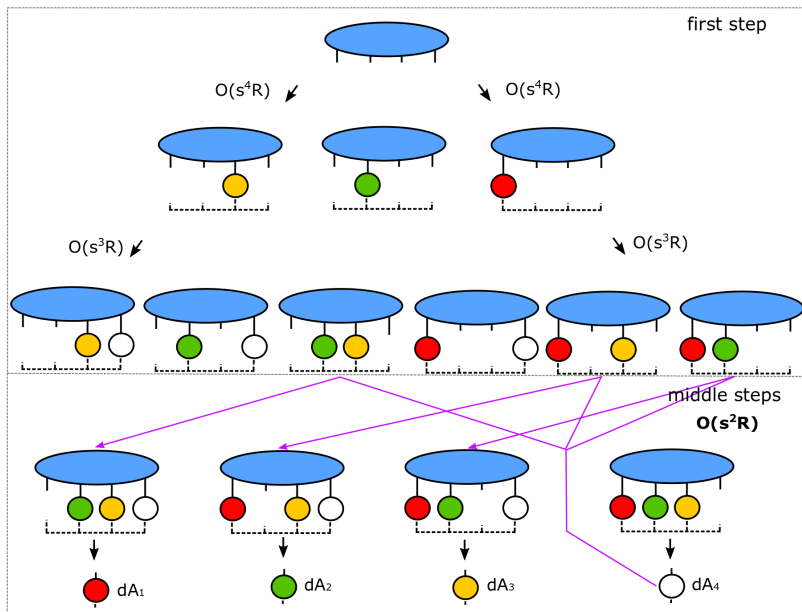 first step
O(s⁴R)
O(s⁴R)
O(s³R)
O(s³R)
middle steps
O(s²R)
dA₁
dA₂
dA₃
dA₄